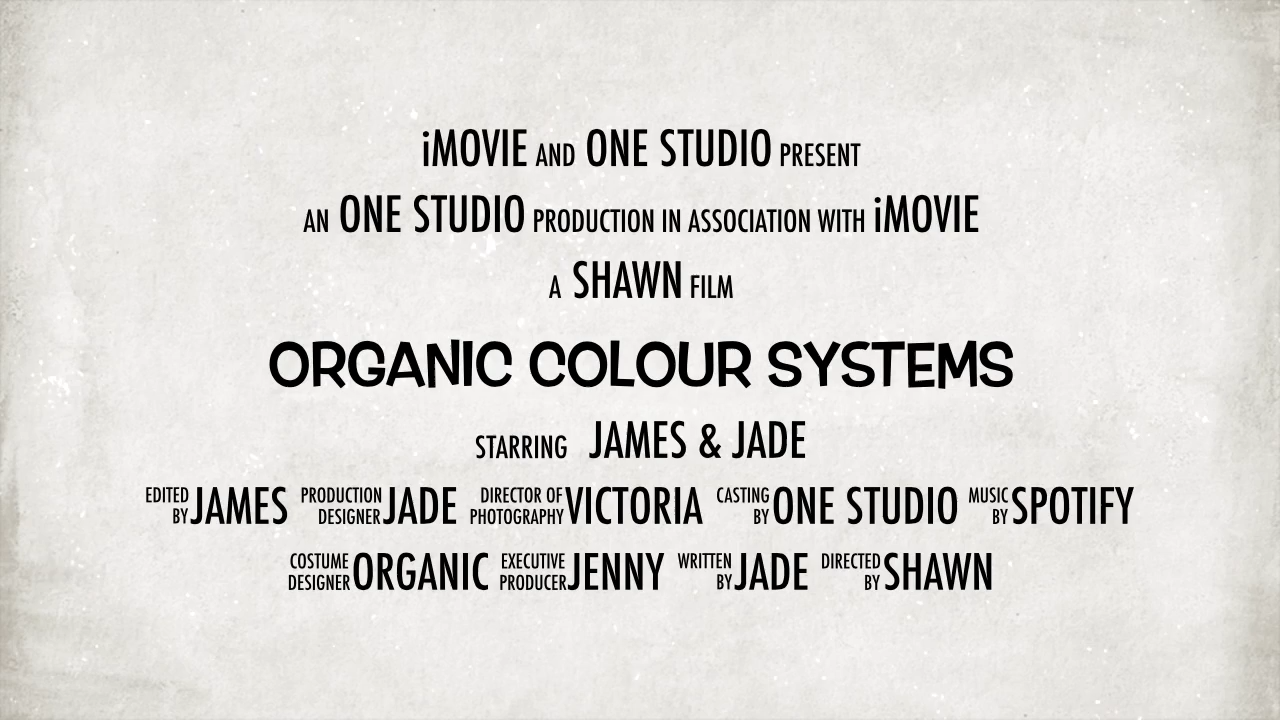 iMOVIE AND ONE STUDIO PRESENT
AN ONE STUDIO PRODUCTION IN ASSOCIATION WITH iMOVIE
A SHAWN FILM
ORGANIC COLOUR SYSTEMS
STARRING JAMES & JADE
EDITED BY JAMES PRODUCTION DESIGNER JADE DIRECTOR OF PHOTOGRAPHY VICTORIA CASTING BY ONE STUDIO MUSIC BY SPOTIFY
COSTUME DESIGNER ORGANIC EXECUTIVE PRODUCER JENNY WRITTEN BY JADE DIRECTED BY SHAWN